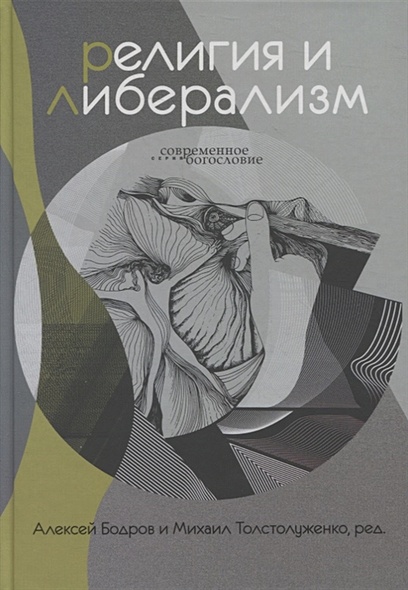 религия и
либерализм
современное
серия богословие
Алексей Бодров и Михаил Толстолуженко, ред.